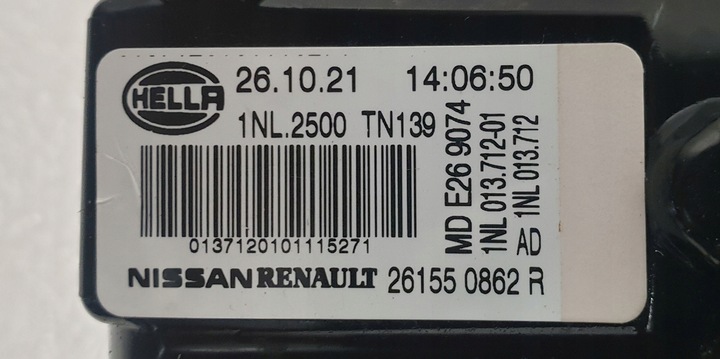 HELLA
26.10.21 14:06:50
1NL.2500 TN139
0137120101115271
NISSAN RENAULT 26155 0862 R
MD E26 9074
1NL 013.712-01
AD 1NL 013.712